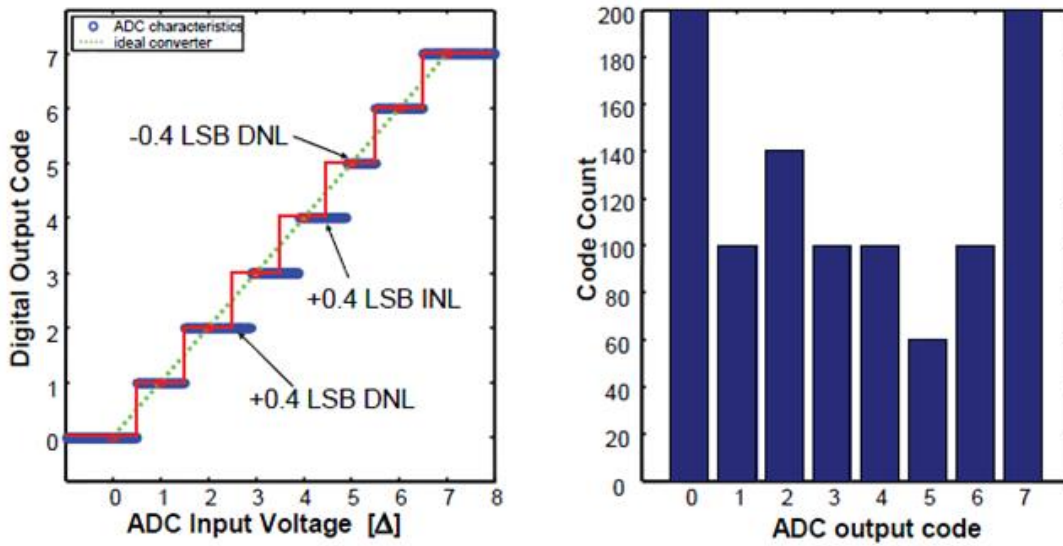 ADC characteristics
ideal converter
7
6
5
4
3
2
1
0
Digital Output Code
-0.4 LSB DNL
+0.4 LSB INL
+0.4 LSB DNL
0 1 2 3 4 5 6 7 8
ADC Input Voltage [Δ]
200
180
160
140
120
100
80
60
40
20
0
Code Count
0 1 2 3 4 5 6 7
ADC output code